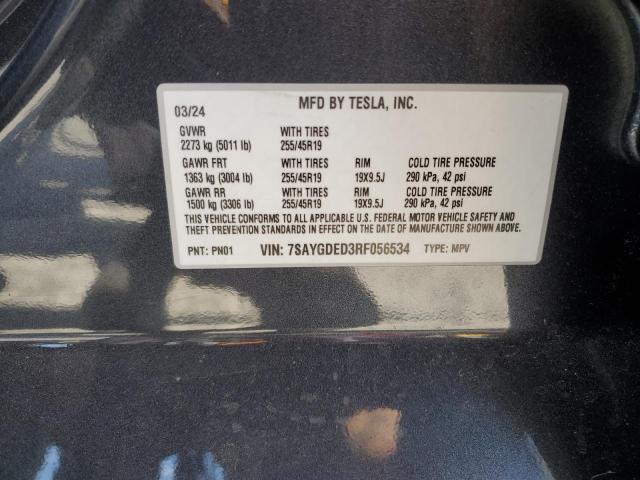 MFD BY TESLA, INC.
03/24
GVWR WITH TIRES
2273 kg (5011 lb) 255/45R19
GAWR FRT WITH TIRES RIM COLD TIRE PRESSURE
1363 kg (3004 lb) 255/45R19 19X9.5J 290 kPa, 42 psi
GAWR RR WITH TIRES RIM COLD TIRE PRESSURE
1500 kg (3306 lb) 255/45R19 19X9.5J 290 kPa, 42 psi
THIS VEHICLE CONFORMS TO ALL APPLICABLE U.S. FEDERAL MOTOR VEHICLE SAFETY AND
THEFT PREVENTION STANDARDS IN EFFECT ON THE DATE OF MANUFACTURE SHOWN ABOVE.
PNT: PN01 VIN: 7SAYGDED3RF056534 TYPE: MPV